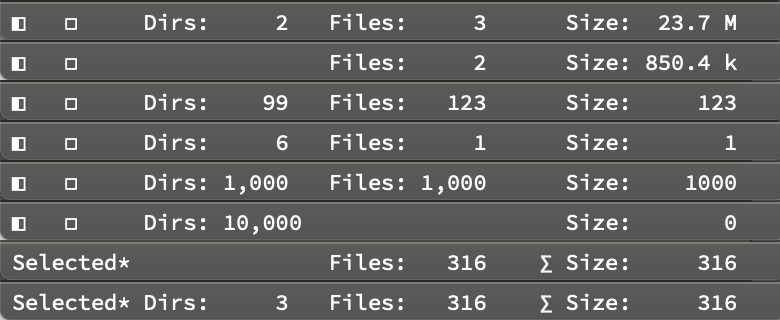 ◧ □ Dirs: 2 Files: 3 Size: 23.7 M
◧ □ Files: 2 Size: 850.4 k
◧ □ Dirs: 99 Files: 123 Size: 123
◧ □ Dirs: 6 Files: 1 Size: 1
◧ □ Dirs: 1,000 Files: 1,000 Size: 1000
◧ □ Dirs: 10,000 Size: 0
Selected* Files: 316 ∑ Size: 316
Selected* Dirs: 3 Files: 316 ∑ Size: 316